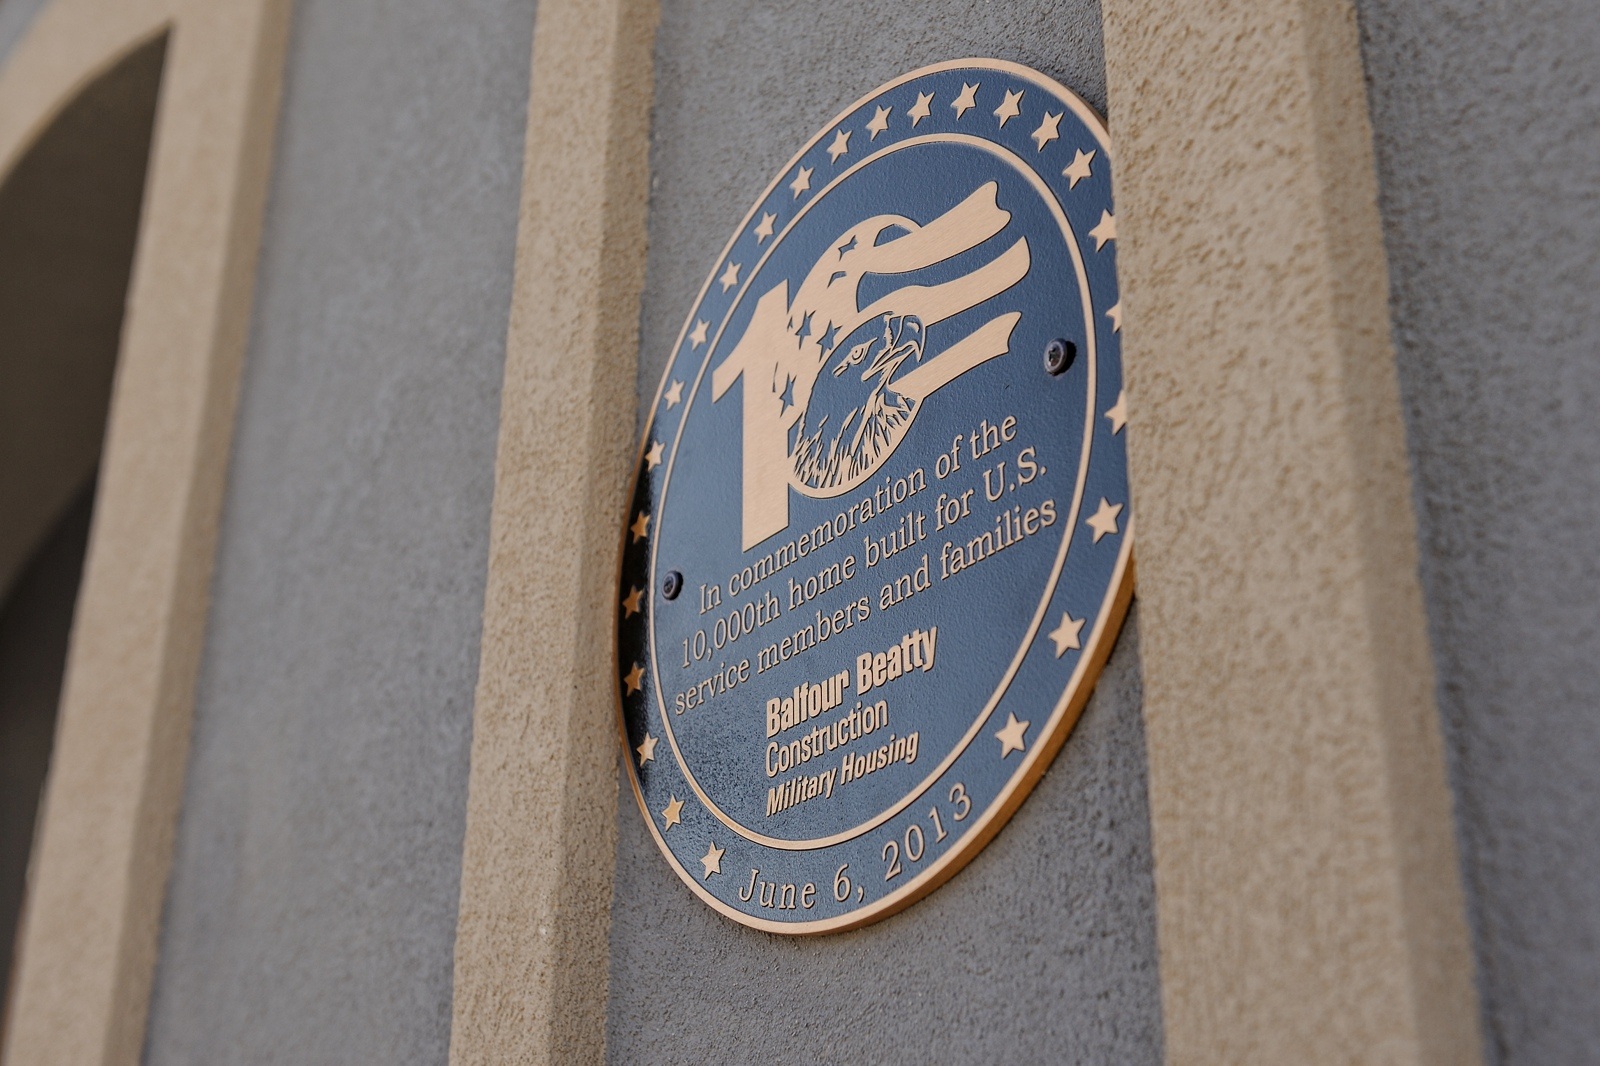 10
In commemoration of the
10,000th home built for U.S.
service members and families
Balfour Beatty
Construction
Military Housing
June 6, 2013